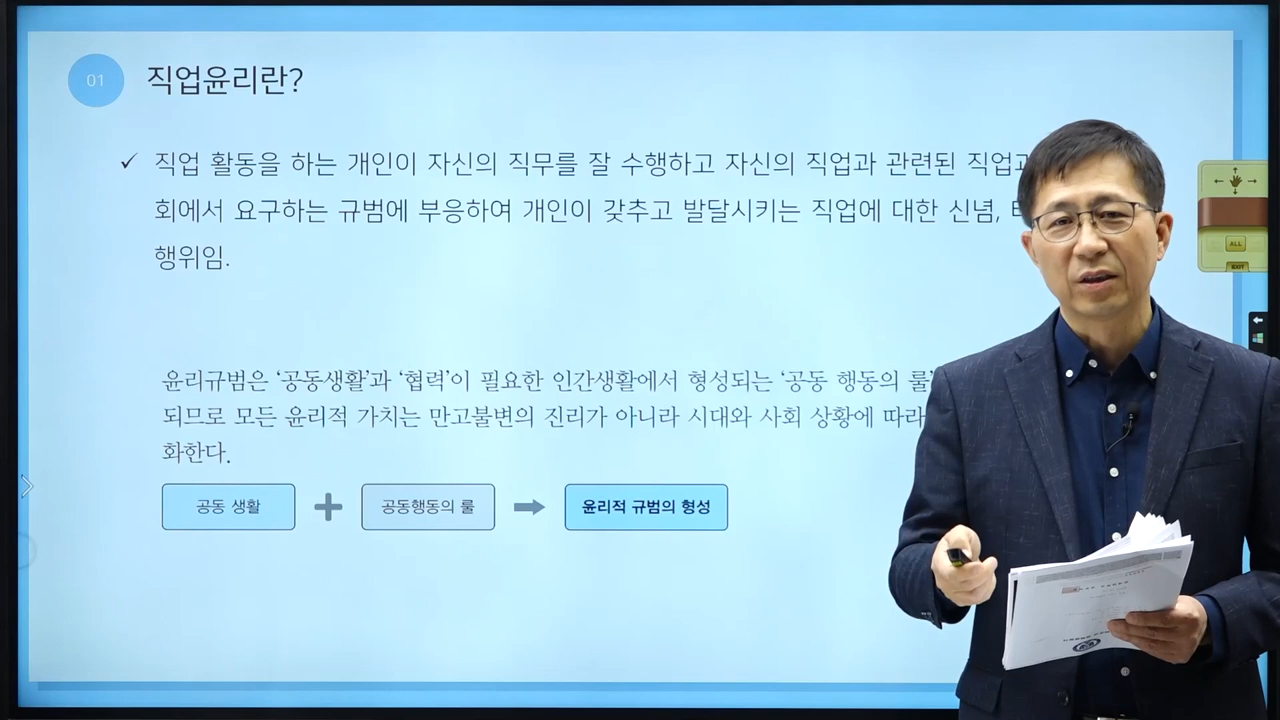 01
직업윤리란?
✓ 직업 활동을 하는 개인이 자신의 직무를 잘 수행하고 자신의 직업과 관련된 직업과
회에서 요구하는 규범에 부응하여 개인이 갖추고 발달시키는 직업에 대한 신념,
행위임.
ALL
EXIT
윤리규범은 ‘공동생활’과 ‘협력’이 필요한 인간생활에서 형성되는 ‘공동 행동의 룰’
되므로 모든 윤리적 가치는 만고불변의 진리가 아니라 시대와 사회 상황에 따라
화한다.
공동 생활 + 공동행동의 룰 → 윤리적 규범의 형성